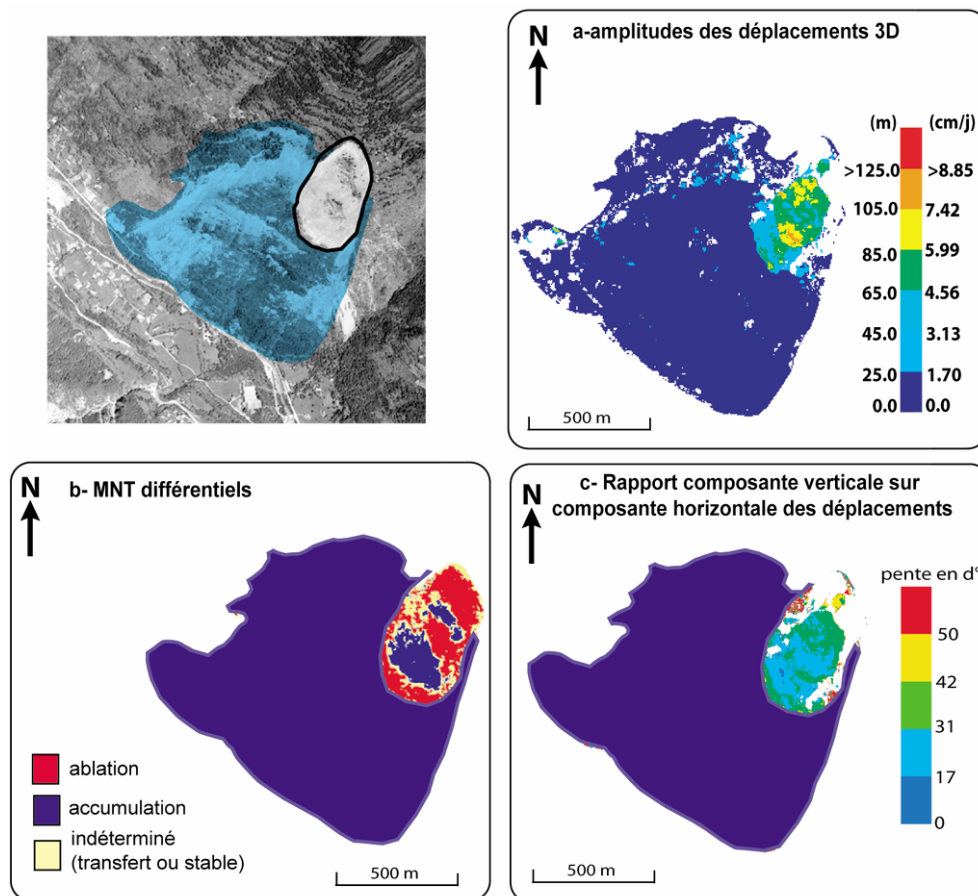 N
a-amplitudes des déplacements 3D
(m) (cm/j)
>125.0 >8.85
105.0 7.42
85.0 5.99
65.0 4.56
45.0 3.13
25.0 1.70
0.0 0.0
500 m
N
b- MNT différentiels
ablation
accumulation
indéterminé
(transfert ou stable)
500 m
N
c- Rapport composante verticale sur
composante horizontale des déplacements
pente en d°
50
42
31
17
0
500 m